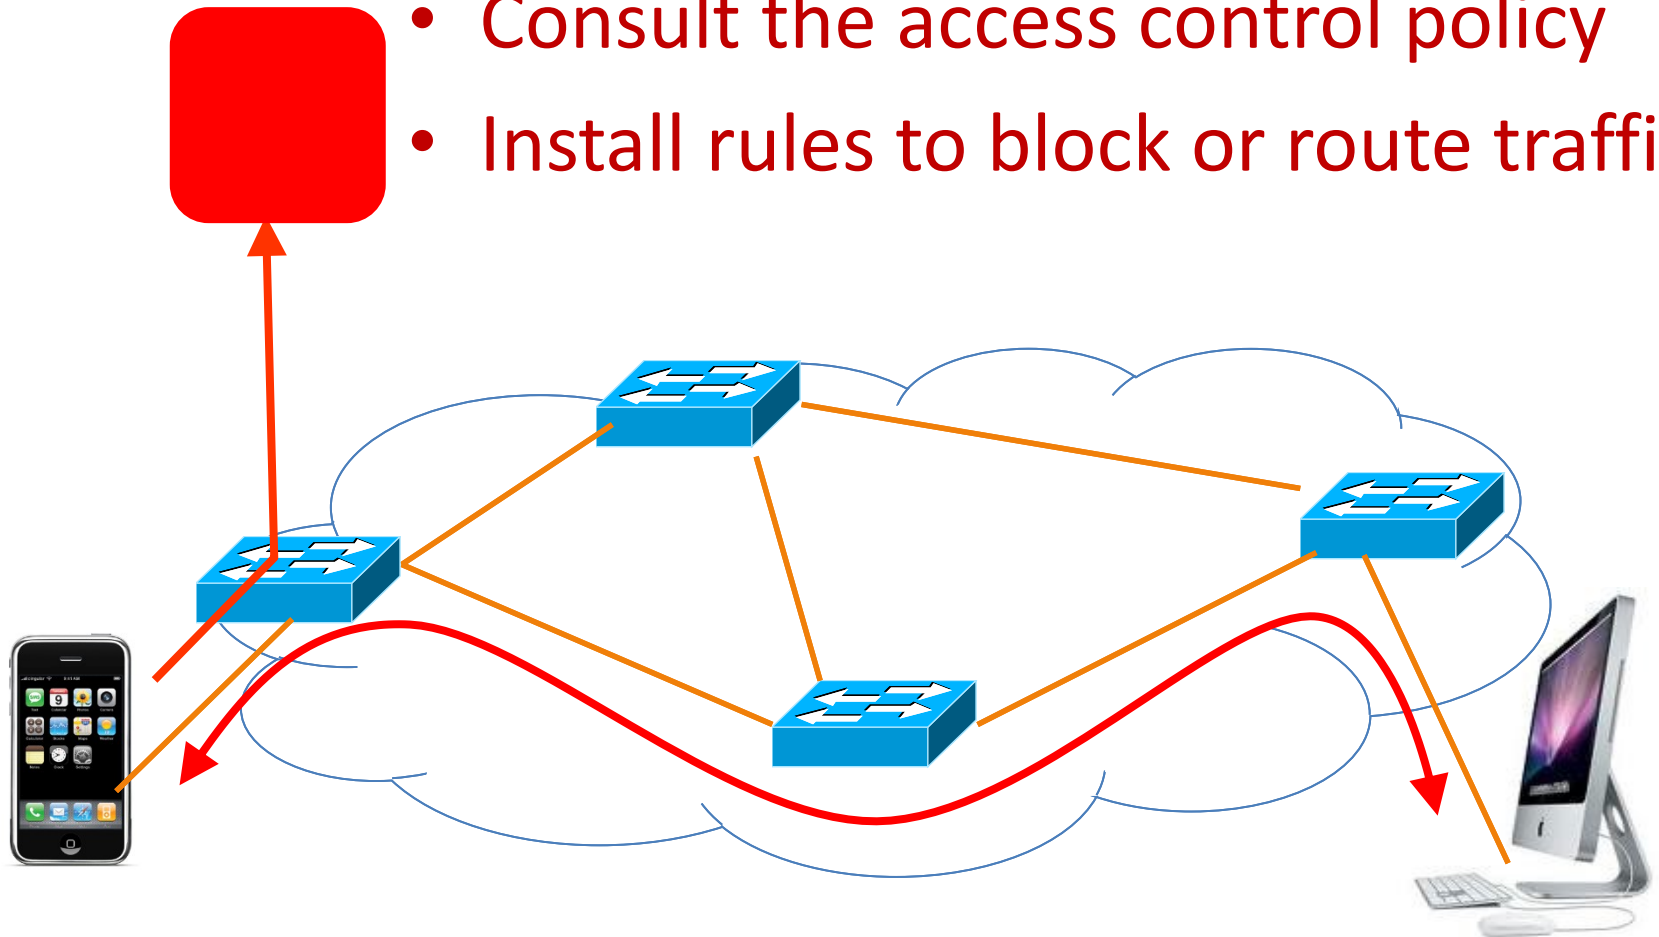 • Consult the access control policy
• Install rules to block or route traffi